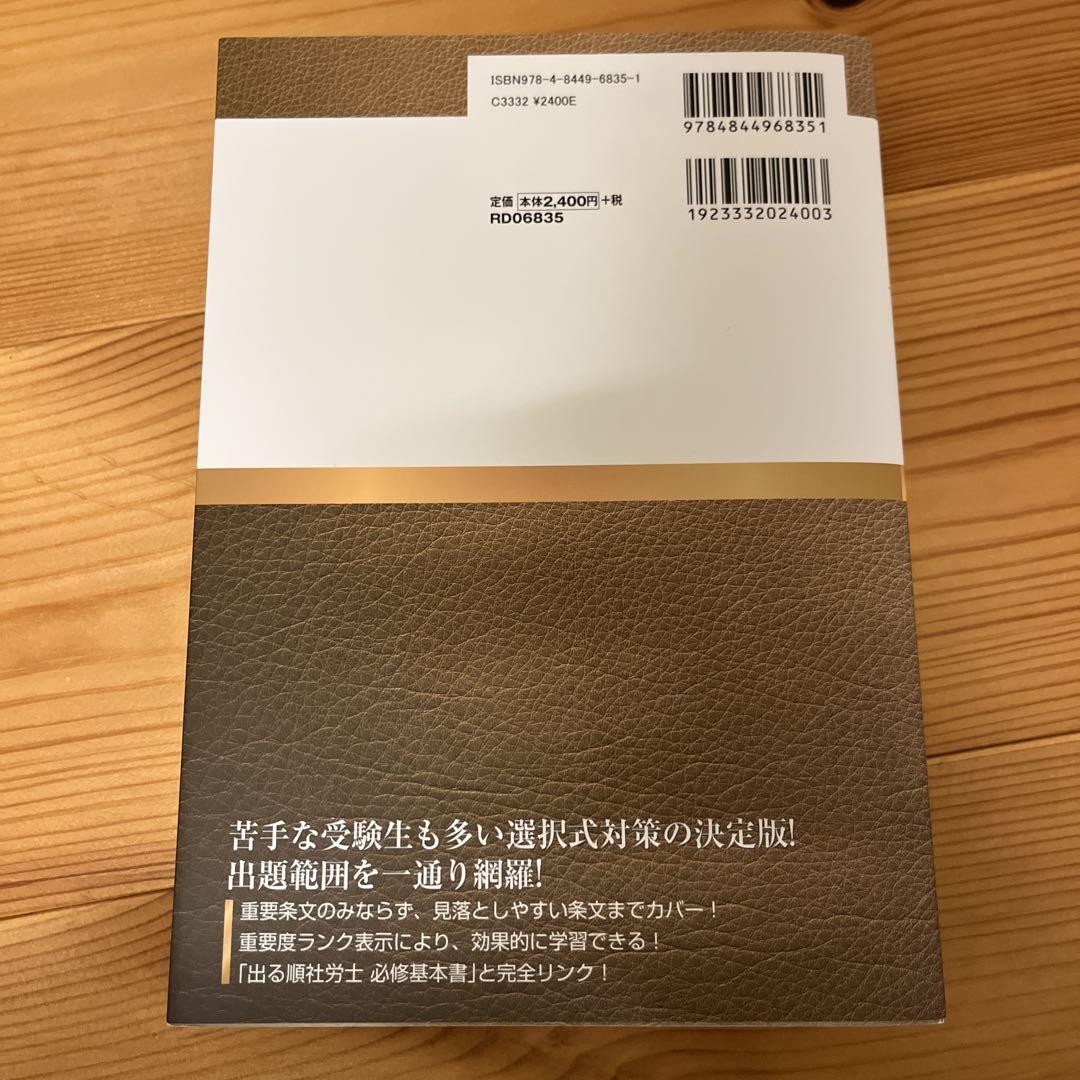 ISBN978-4-8449-6835-1
C3332 ¥2400E
9784844968351
定価 本体2,400円+税
RD06835
1923332024003
苦手な受験生も多い選択式対策の決定版!
出題範囲を一通り網羅!
重要条文のみならず、見落としやすい条文までカバー!
重要度ランク表示により、効果的に学習できる!
「出る順社労士 必修基本書」と完全リンク!